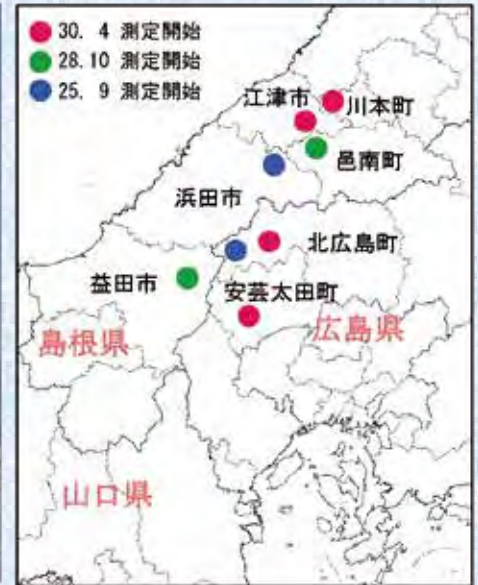 30. 4 測定開始
28.10 測定開始
25. 9 測定開始
江津市
川本町
邑南町
浜田市
北広島町
益田市
安芸太田町
島根県
広島県
山口県